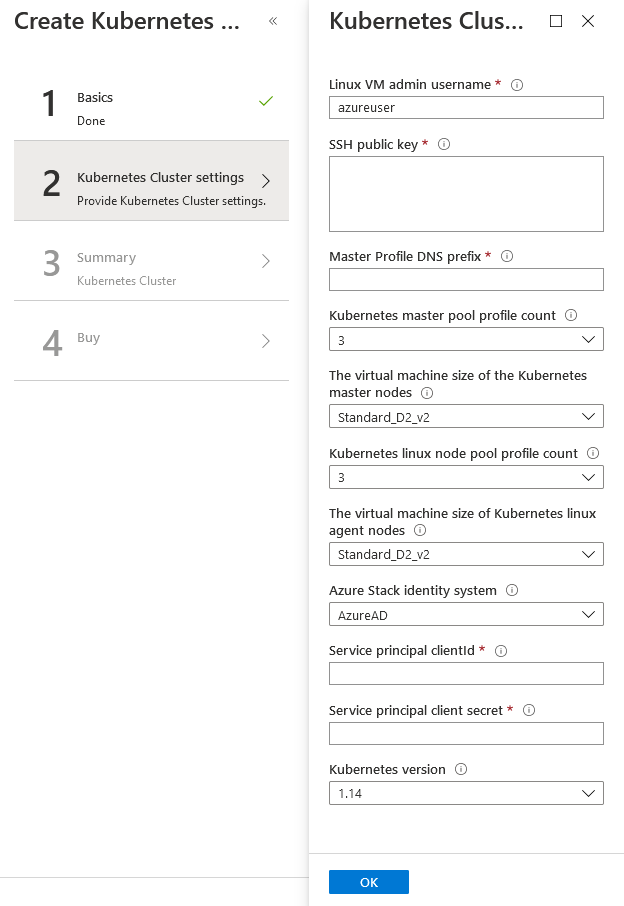 Create Kubernetes ... «
1
Basics
Done
2
Kubernetes Cluster settings
Provide Kubernetes Cluster settings.
3
Summary
Kubernetes Cluster
4
Buy
Kubernetes Clus...
Linux VM admin username *
azureuser
SSH public key *
Master Profile DNS prefix *
Kubernetes master pool profile count
3
The virtual machine size of the Kubernetes
master nodes
Standard_D2_v2
Kubernetes linux node pool profile count
3
The virtual machine size of Kubernetes linux
agent nodes
Standard_D2_v2
Azure Stack identity system
AzureAD
Service principal clientId *
Service principal client secret *
Kubernetes version
1.14
OK